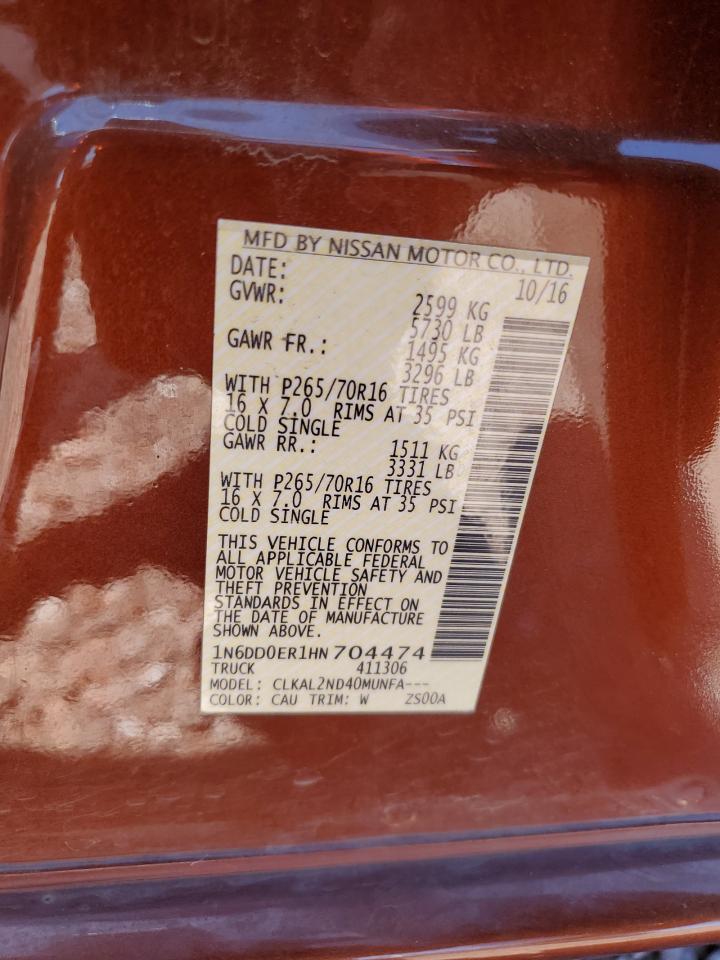 MFD BY NISSAN MOTOR CO., LTD.
DATE: 10/16
GVWR: 2599 KG
5730 LB
GAWR FR.: 1495 KG
3296 LB
WITH P265/70R16 TIRES
16 X 7.0 RIMS AT 35 PSI
COLD SINGLE
GAWR RR.: 1511 KG
3331 LB
WITH P265/70R16 TIRES
16 X 7.0 RIMS AT 35 PSI
COLD SINGLE
THIS VEHICLE CONFORMS TO
ALL APPLICABLE FEDERAL
MOTOR VEHICLE SAFETY AND
THEFT PREVENTION
STANDARDS IN EFFECT ON
THE DATE OF MANUFACTURE
SHOWN ABOVE.
1N6DD0ER1HN704474
TRUCK 411306
MODEL: CLKAL2ND40MUNFA---
COLOR: CAU TRIM: W ZS00A